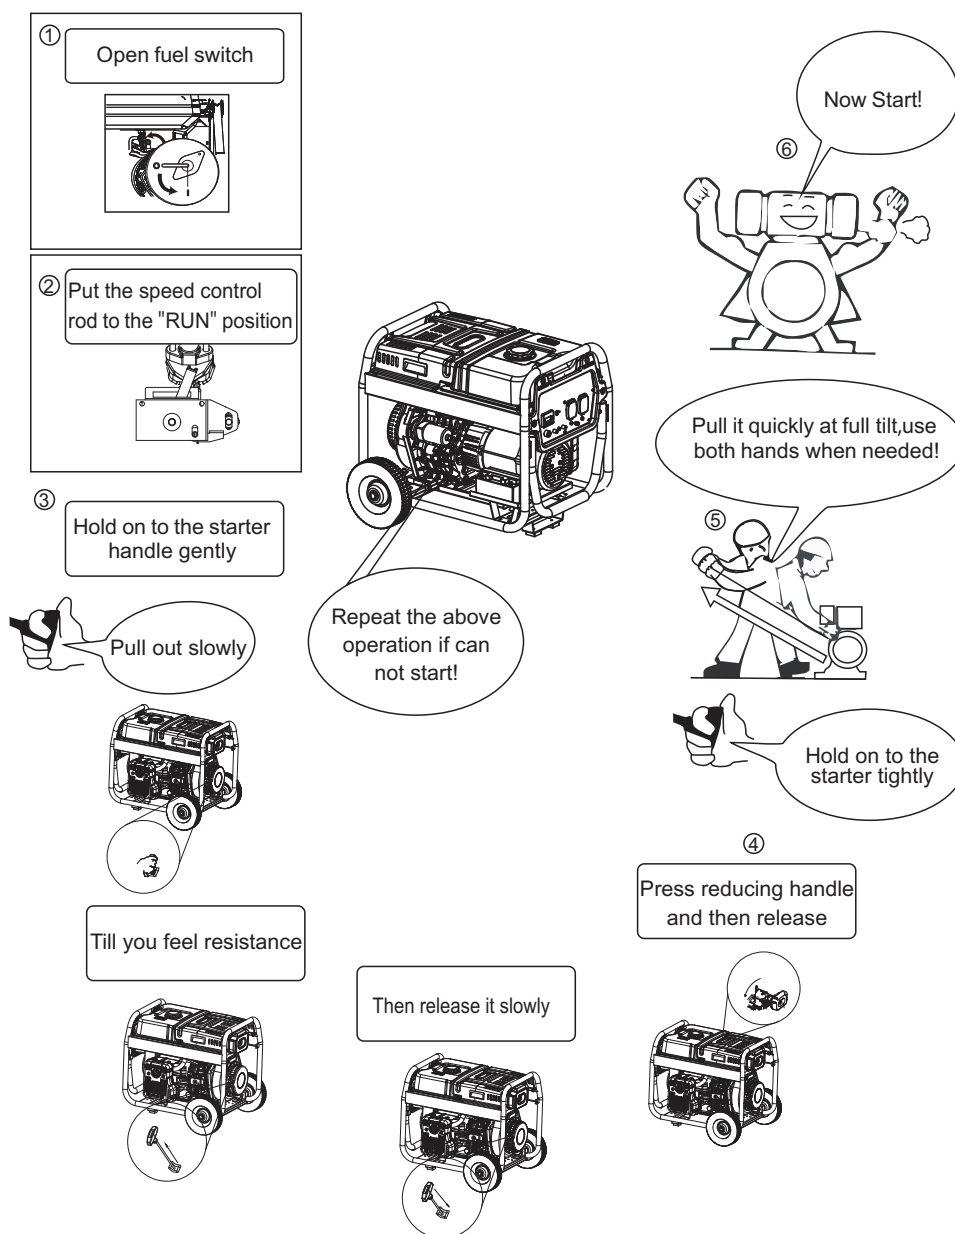 ①
Open fuel switch
②
Put the speed control
rod to the "RUN" position
③
Hold on to the starter
handle gently
Pull out slowly
Till you feel resistance
Then release it slowly
④
Press reducing handle
and then release
Hold on to the
starter tightly
⑤
Pull it quickly at full tilt,use
both hands when needed!
⑥
Now Start!
Repeat the above
operation if can
not start!